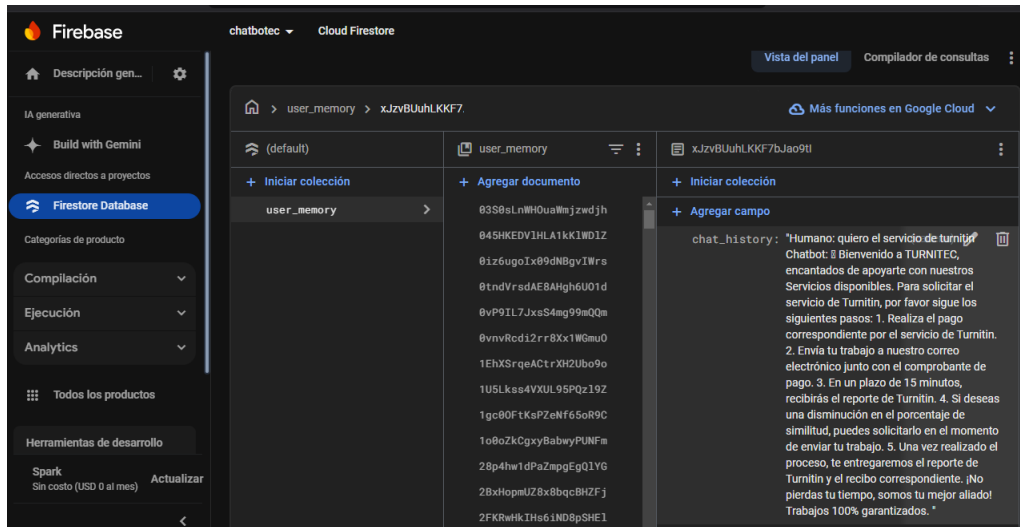 Firebase
chatbotec
Cloud Firestore
Descripción gen...
Vista del panel
Compilador de consultas
IA generativa
Build with Gemini
Accesos directos a proyectos
Firestore Database
Categorías de producto
Compilación
Ejecución
Analytics
Todos los productos
Herramientas de desarrollo
Spark
Sin costo (USD 0 al mes)
Actualizar
user_memory > xJzvBUuhLKKF7.
Más funciones en Google Cloud
(default)
+ Iniciar colección
user_memory
user_memory
+ Agregar documento
03S0sLnWHOuaWmjzwdjh
045HKEDVlHLA1kKlWDlZ
0iz6ugoIx09dNBgvIWrs
0tndVrsdAE8AHgh6UO1d
0vP9IL7JxsS4mg99mQQm
0vnvRcdi2rr8Xx1WGmuO
1EhXSrqeACtrXH2Ubo9o
1U5Lkss4VXUL95PQzl9Z
1gc0OFtKsPZeNf65oR9C
1o0oZkCgxyBabwyPUNFm
28p4hw1dPaZmpgEgQlYG
2BxHopmUZ8x8bqcBHZFj
2FKRwHkIHs6iND8pSHEl
xJzvBUuhLKKF7bJao9tI
+ Iniciar colección
+ Agregar campo
chat_history: "Humano: quiero el servicio de turnitin
Chatbot: Bienvenido a TURNITEC,
encantados de apoyarte con nuestros
Servicios disponibles. Para solicitar el
servicio de Turnitin, por favor sigue los
siguientes pasos: 1. Realiza el pago
correspondiente por el servicio de Turnitin.
2. Envía tu trabajo a nuestro correo
electrónico junto con el comprobante de
pago. 3. En un plazo de 15 minutos,
recibirás el reporte de Turnitin. 4. Si deseas
una disminución en el porcentaje de
similitud, puedes solicitarlo en el momento
de enviar tu trabajo. 5. Una vez realizado el
proceso, te entregaremos el reporte de
Turnitin y el recibo correspondiente. ¡No
pierdas tu tiempo, somos tu mejor aliado!
Trabajos 100% garantizados. "